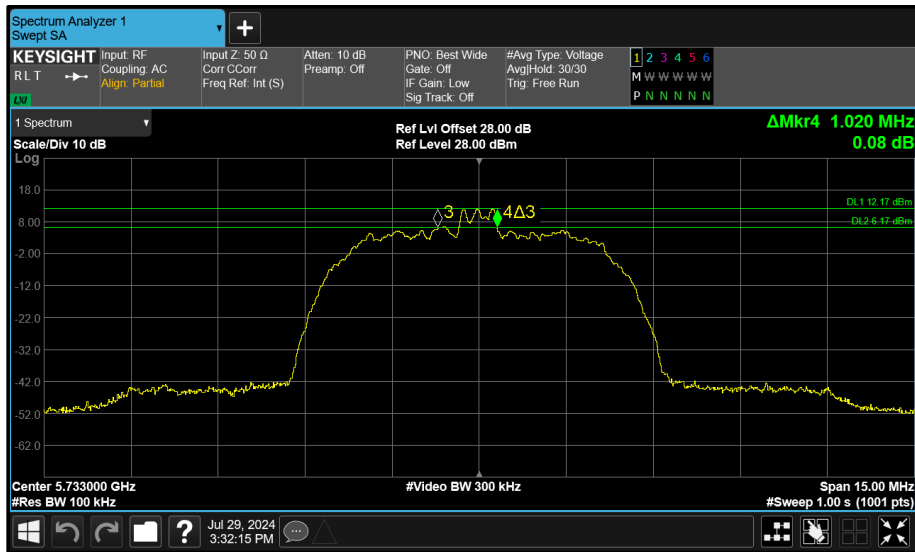 Spectrum Analyzer 1
Swept SA
KEYSIGHT
R L T
LXI
Input: RF
Coupling: AC
Align: Partial
Input Z: 50 Ω
Corr CCorr
Freq Ref: Int (S)
Atten: 10 dB
Preamp: Off
PNO: Best Wide
Gate: Off
IF Gain: Low
Sig Track: Off
#Avg Type: Voltage
Avg|Hold: 30/30
Trig: Free Run
1 2 3 4 5 6
M W W W W W
P N N N N N
1 Spectrum
Scale/Div 10 dB
Log
Ref Lvl Offset 28.00 dB
Ref Level 28.00 dBm
ΔMkr4 1.020 MHz
0.08 dB
18.0
8.00
-2.00
-12.0
-22.0
-32.0
-42.0
-52.0
-62.0
3
4Δ3
DL1 12.17 dBm
DL2 6.17 dBm
Center 5.733000 GHz
#Res BW 100 kHz
#Video BW 300 kHz
Span 15.00 MHz
#Sweep 1.00 s (1001 pts)
?
Jul 29, 2024
3:32:15 PM